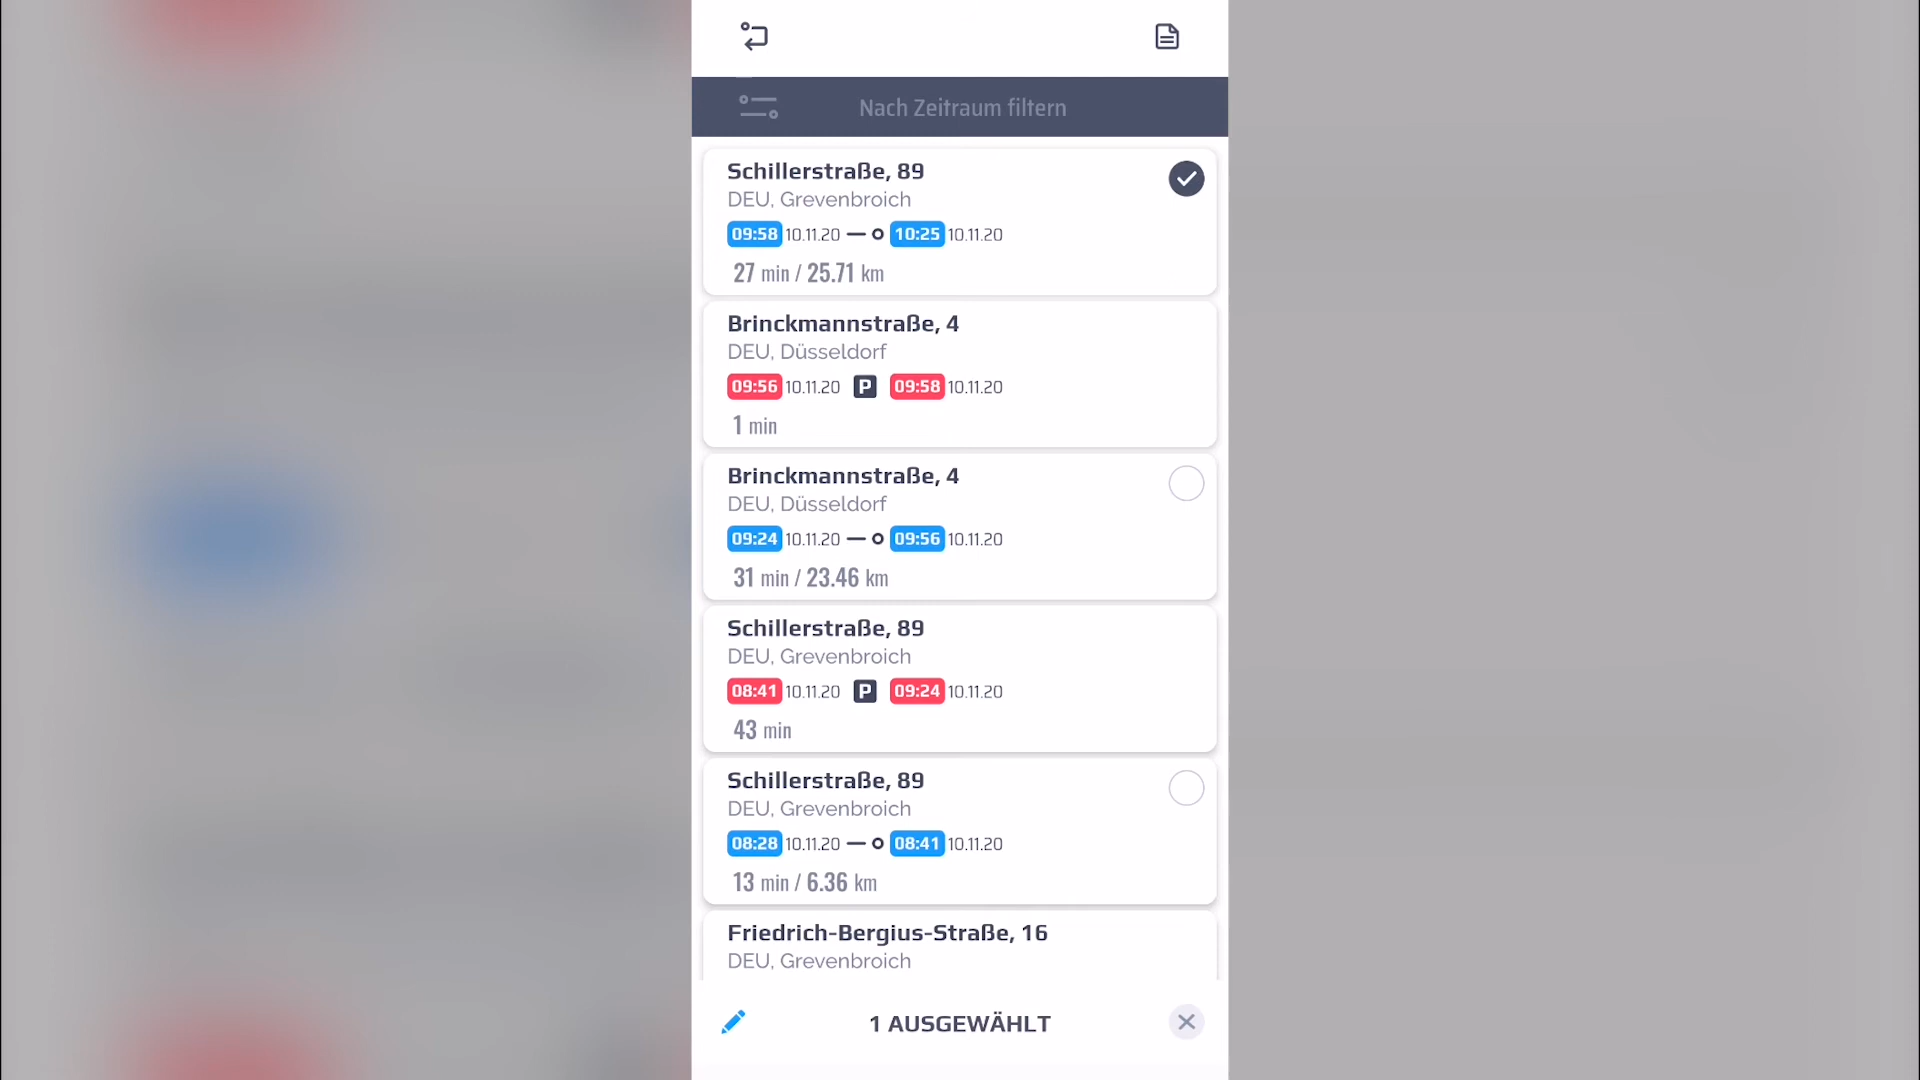 Nach Zeitraum filtern
Schillerstraße, 89
DEU, Grevenbroich
09:58 10.11.20 10:25 10.11.20
27 min / 25.71 km
Brinckmannstraße, 4
DEU, Düsseldorf
09:56 10.11.20 P 09:58 10.11.20
1 min
Brinckmannstraße, 4
DEU, Düsseldorf
09:24 10.11.20 09:56 10.11.20
31 min / 23.46 km
Schillerstraße, 89
DEU, Grevenbroich
08:41 10.11.20 P 09:24 10.11.20
43 min
Schillerstraße, 89
DEU, Grevenbroich
08:28 10.11.20 08:41 10.11.20
13 min / 6.36 km
Friedrich-Bergius-Straße, 16
DEU, Grevenbroich
1 AUSGEWÄHLT